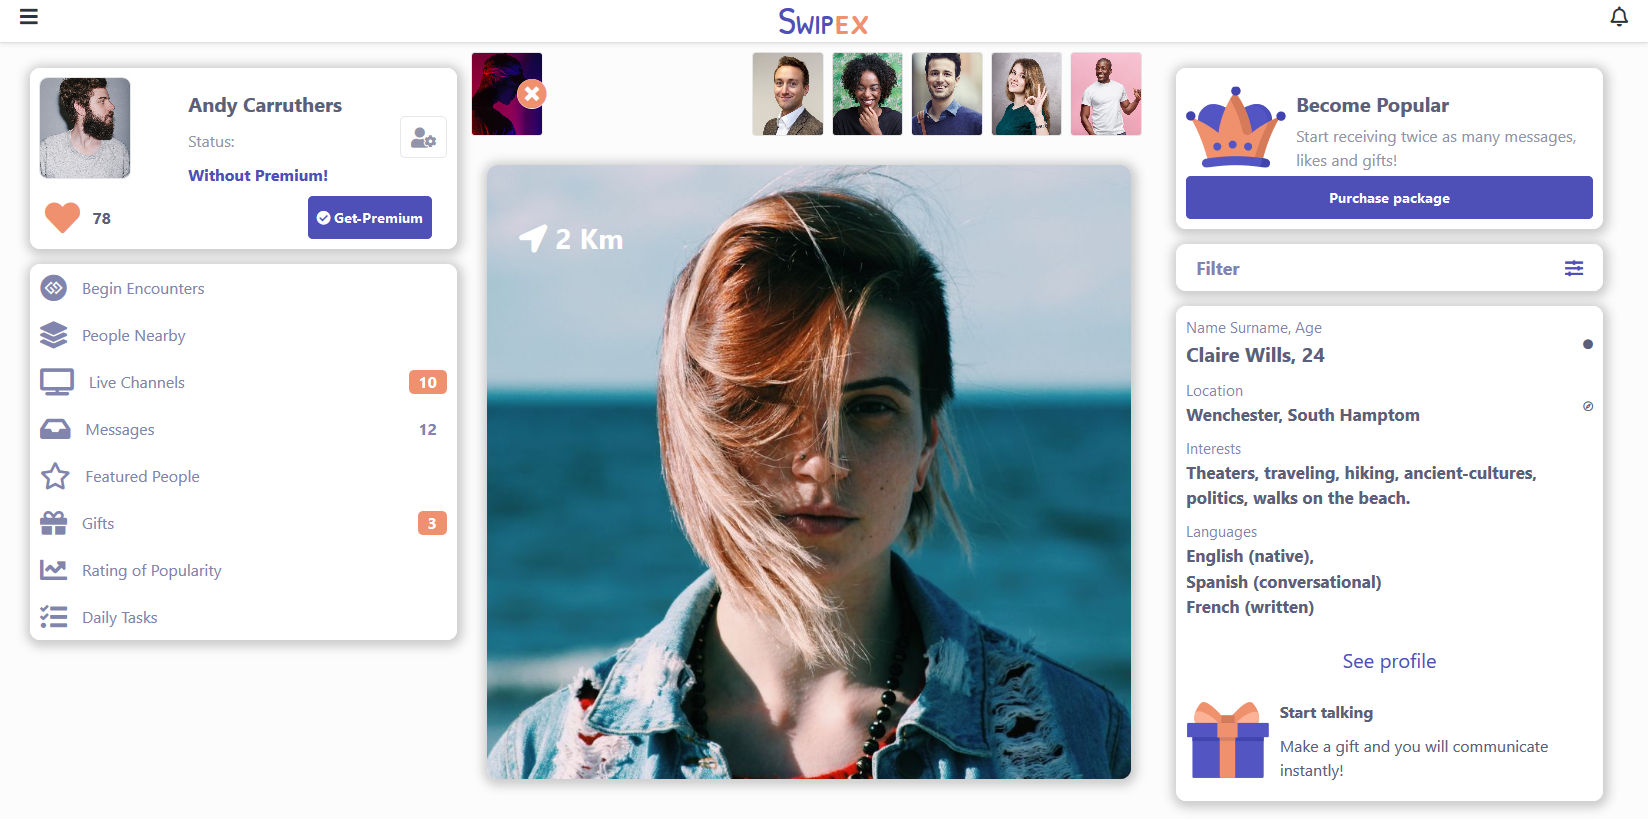 SWIPEX
Andy Carruthers
Status:
Without Premium!
78
Get-Premium
Begin Encounters
People Nearby
Live Channels
10
Messages
12
Featured People
Gifts
3
Rating of Popularity
Daily Tasks
2 Km
Become Popular
Start receiving twice as many messages,
likes and gifts!
Purchase package
Filter
Name Surname, Age
Claire Wills, 24
Location
Wenchester, South Hamptom
Interests
Theaters, traveling, hiking, ancient-cultures,
politics, walks on the beach.
Languages
English (native),
Spanish (conversational)
French (written)
See profile
Start talking
Make a gift and you will communicate
instantly!